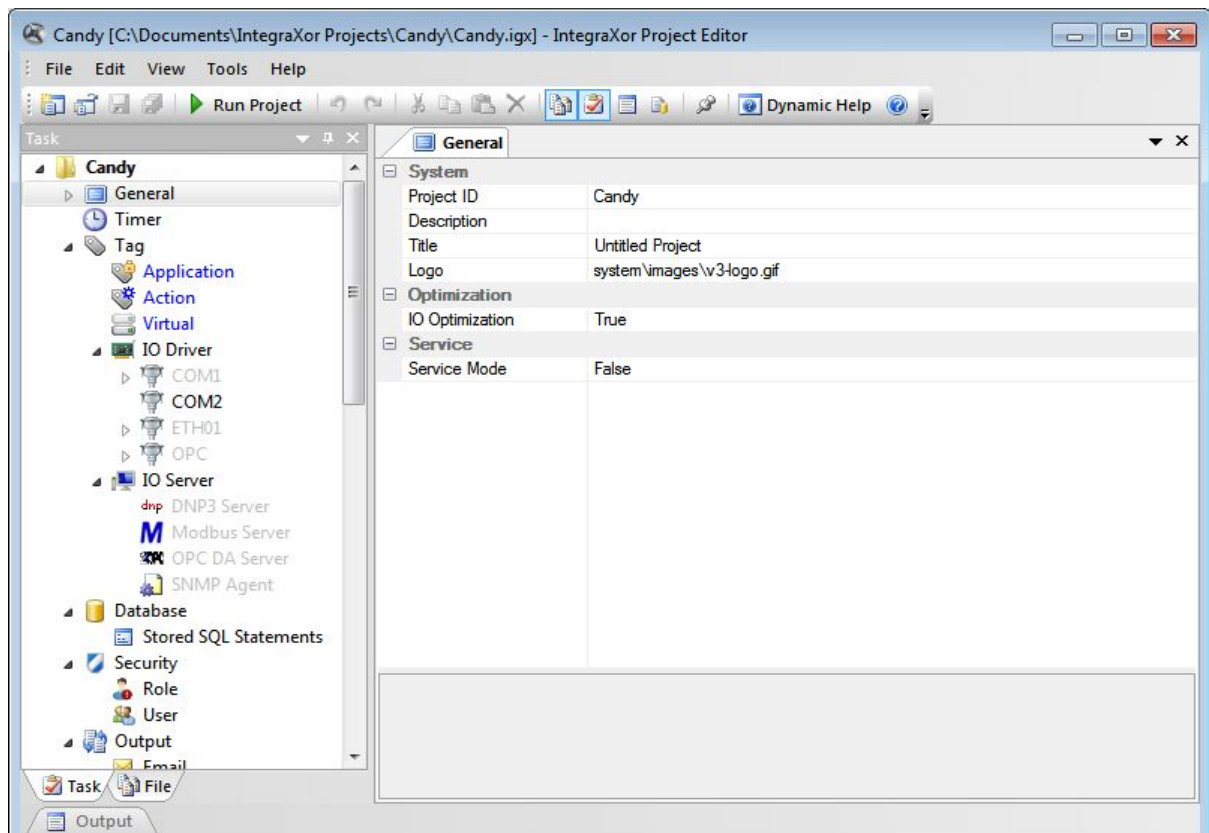 Candy [C:\Documents\IntegraXor Projects\Candy\Candy.igx] - IntegraXor Project Editor
File Edit View Tools Help
Run Project Dynamic Help
Task
Candy
General
Timer
Tag
Application
Action
Virtual
IO Driver
COM1
COM2
ETH01
OPC
IO Server
dnp DNP3 Server
M Modbus Server
OPC OPC DA Server
SNMP Agent
Database
Stored SQL Statements
Security
Role
User
Output
Email
Task File
Output
General
System
Project ID Candy
Description
Title Untitled Project
Logo system\images\v3-logo.gif
Optimization
IO Optimization True
Service
Service Mode False